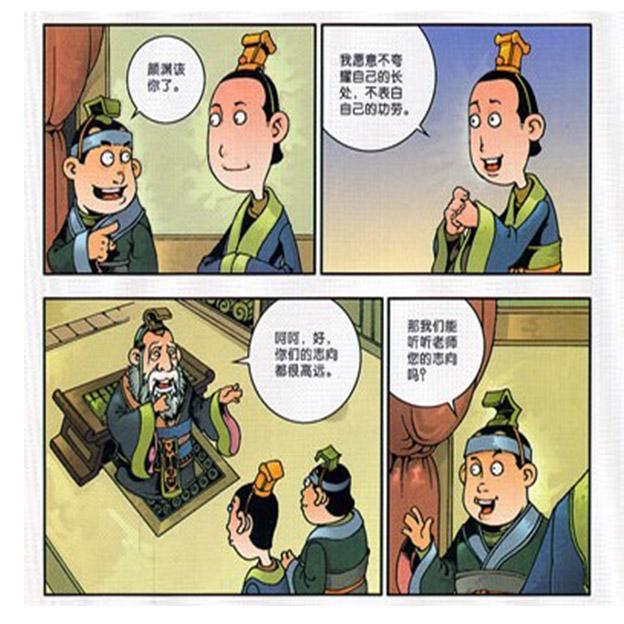 颜渊该
你了。
我愿意不夸
耀自己的长
处，不表白
自己的功劳。
呵呵，好，
你们的志向
都很高远。
那我们能
听听老师
您的志向
吗？